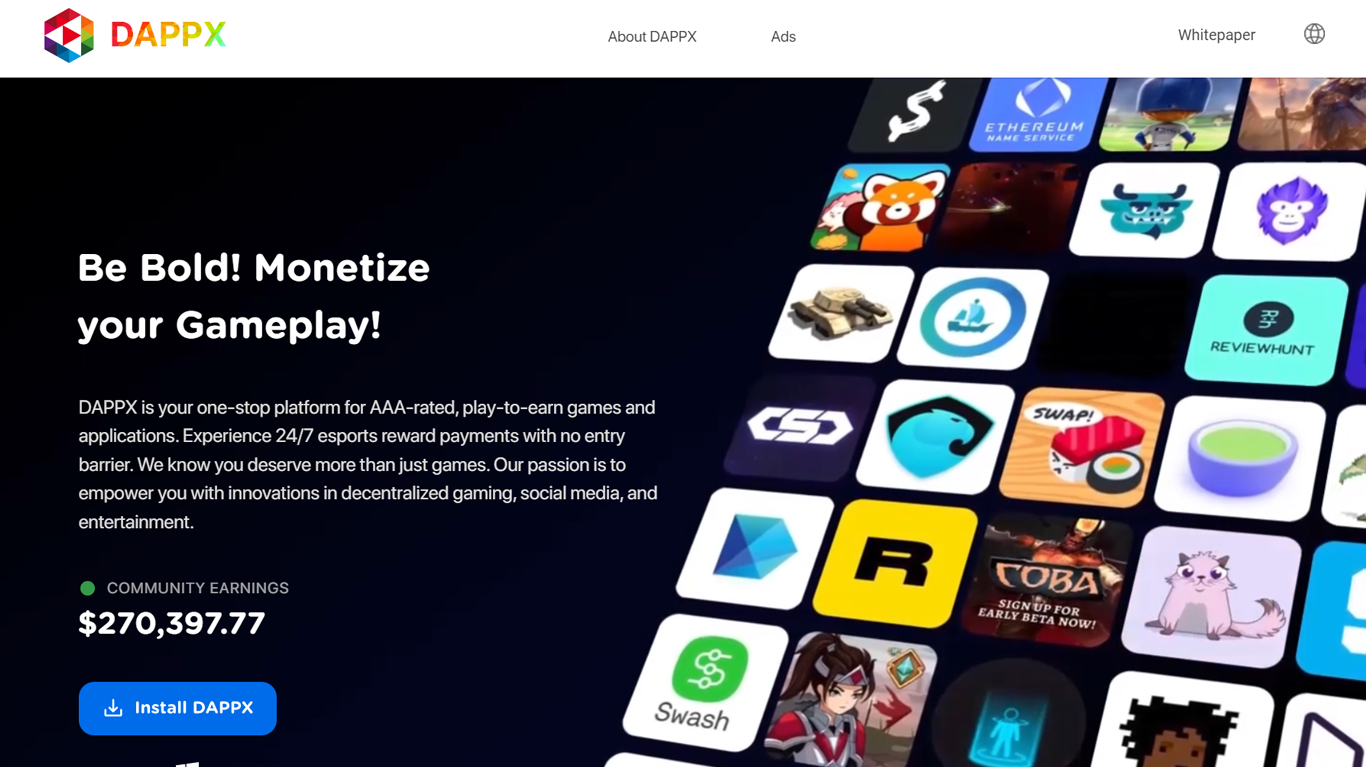 DAPPX
About DAPPX
Ads
Whitepaper
ETHEREUM
NAME SERVICE
Be Bold! Monetize
your Gameplay!
REVIEWHUNT
DAPPX is your one-stop platform for AAA-rated, play-to-earn games and
applications. Experience 24/7 esports reward payments with no entry
barrier. We know you deserve more than just games. Our passion is to
empower you with innovations in decentralized gaming, social media, and
entertainment.
SWAP!
R
COBA
SIGN UP FOR
EARLY BETA NOW!
COMMUNITY EARNINGS
$270,397.77
Swash
Install DAPPX